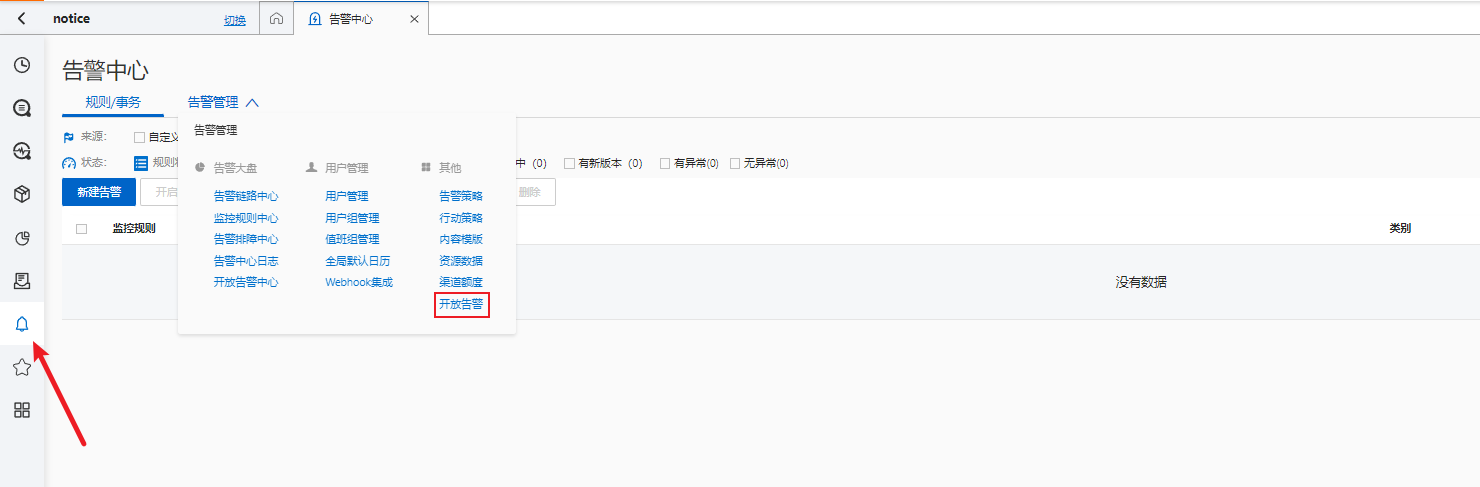 notice 切换 告警中心
告警中心
规则/事务 告警管理
来源: 自定义
告警管理
状态: 规则 中 (0) 有新版本 (0) 有异常(0) 无异常(0)
告警大盘 用户管理 其他
新建告警 开启 告警链路中心 用户管理 告警策略 删除
监控规则中心 用户组管理 行动策略
监控规则 类别
告警排障中心 值班组管理 内容模版
告警中心日志 全局默认日历 资源数据
开放告警中心 Webhook集成 渠道额度
没有数据
开放告警